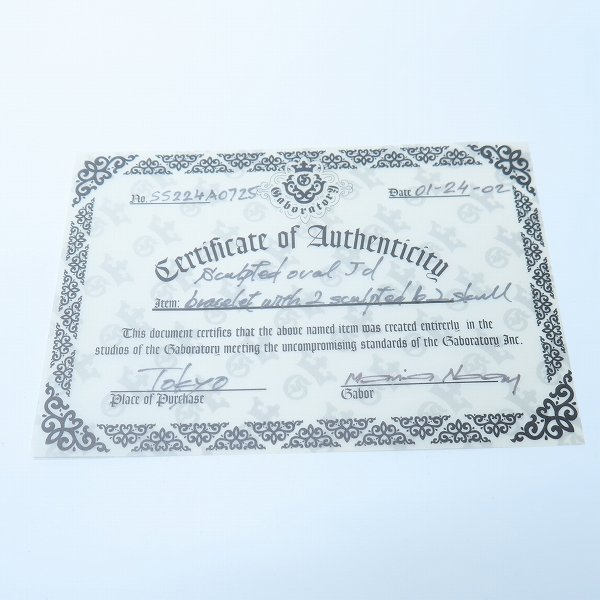 Gaboratory
No. SS224A0725 Date 01-24-02
Certificate of Authenticity
sculpted oval Id
Item: bracelet with 2 sculpted b skull
This document certifies that the above named item was created entirerly in the
studios of the Gaboratory meeting the uncompromising standards of the Gaboratory Inc.
Tokyo
Place of Purchase Gabor